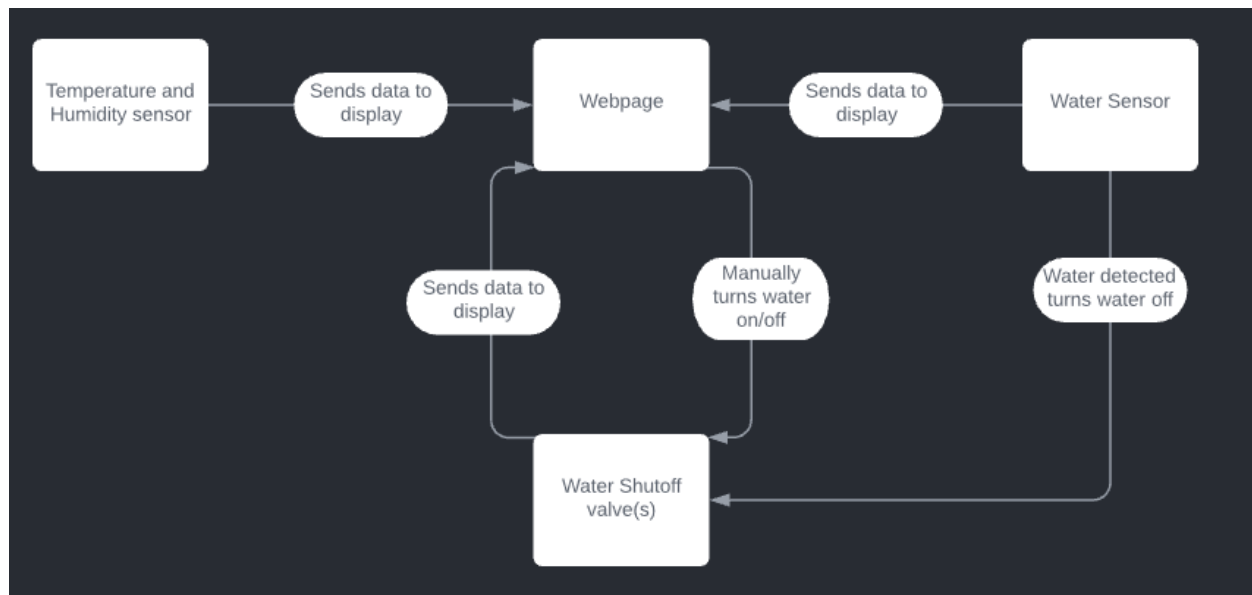 Temperature and
Humidity sensor
Sends data to
display
Webpage
Sends data to
display
Water Sensor
Sends data to
display
Manually
turns water
on/off
Water detected
turns water off
Water Shutoff
valve(s)